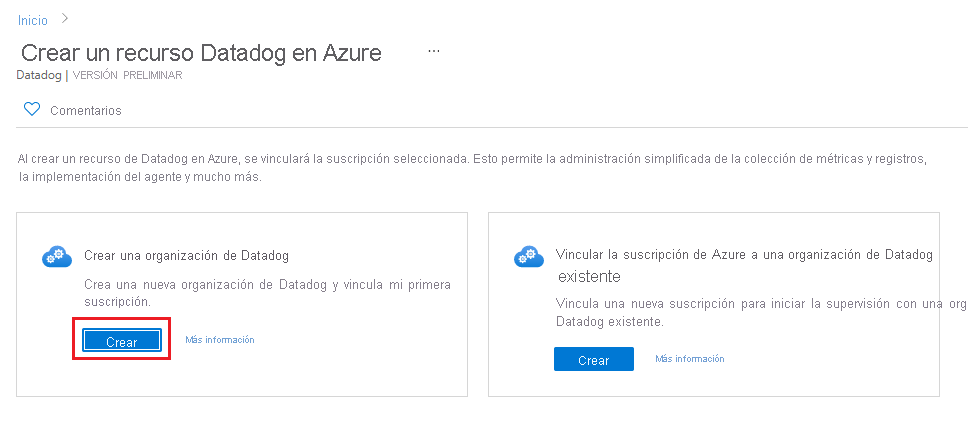 Inicio
Crear un recurso Datadog en Azure ...
Datadog | VERSIÓN PRELIMINAR
Comentarios
Al crear un recurso de Datadog en Azure, se vinculará la suscripción seleccionada. Esto permite la administración simplificada de la colección de métricas y registros,
la implementación del agente y mucho más.
Crear una organización de Datadog
Crea una nueva organización de Datadog y vincula mi primera
suscripción.
Crear
Más información
Vincular la suscripción de Azure a una organización de Datadog
existente
Vincula una nueva suscripción para iniciar la supervisión con una org
Datadog existente.
Crear
Más información